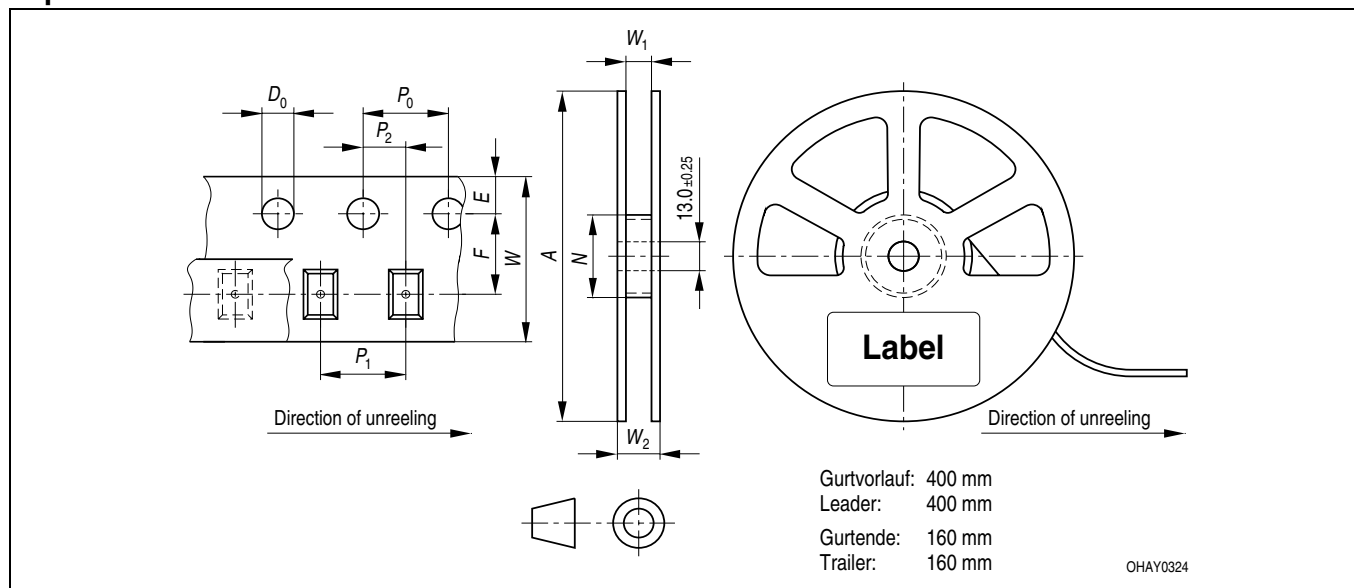 W1
D0
P0
P2
E
F
W
A
N
13.0 ±0.25
Label
P1
Direction of unreeling
W2
Direction of unreeling
Gurtvorlauf: 400 mm
Leader: 400 mm
Gurtende: 160 mm
Trailer: 160 mm
OHAY0324